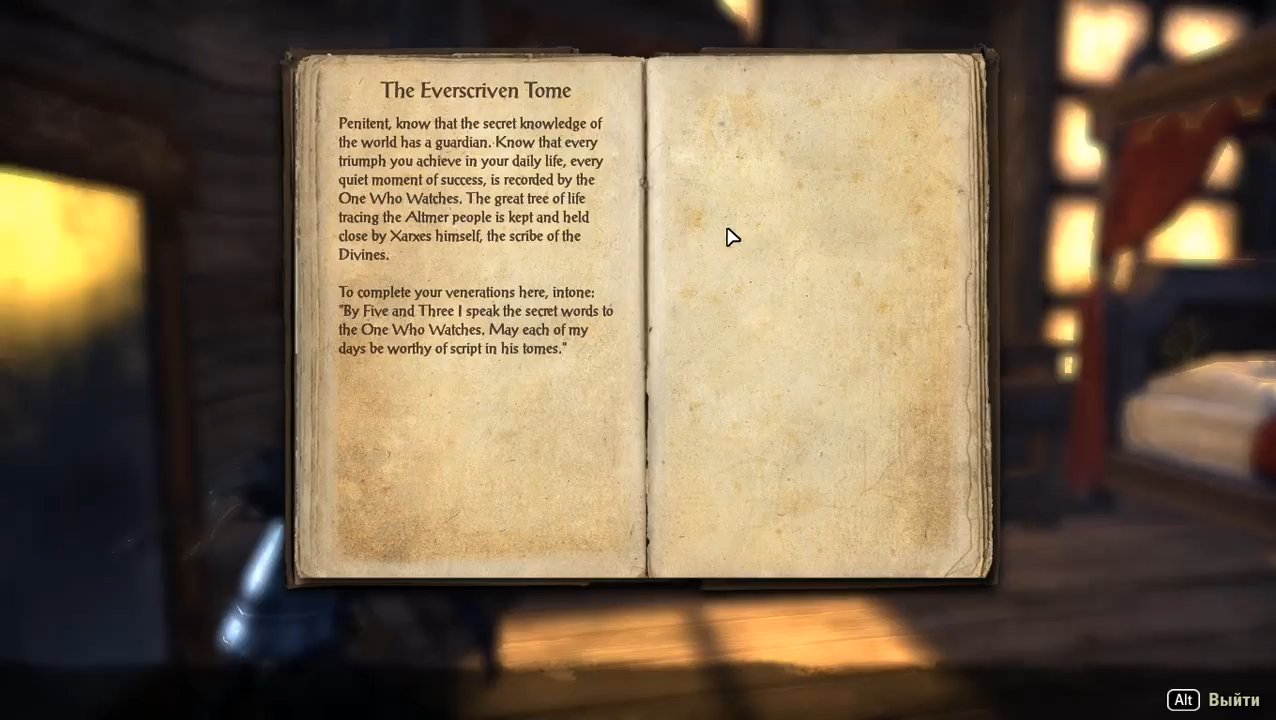 The Everscriven Tome
Penitent, know that the secret knowledge of
the world has a guardian. Know that every
triumph you achieve in your daily life, every
quiet moment of success, is recorded by the
One Who Watches. The great tree of life
tracing the Altmer people is kept and held
close by Xarxes himself, the scribe of the
Divines.
To complete your venerations here, intone:
"By Five and Three I speak the secret words to
the One Who Watches. May each of my
days be worthy of script in his tomes."
Alt Выйти